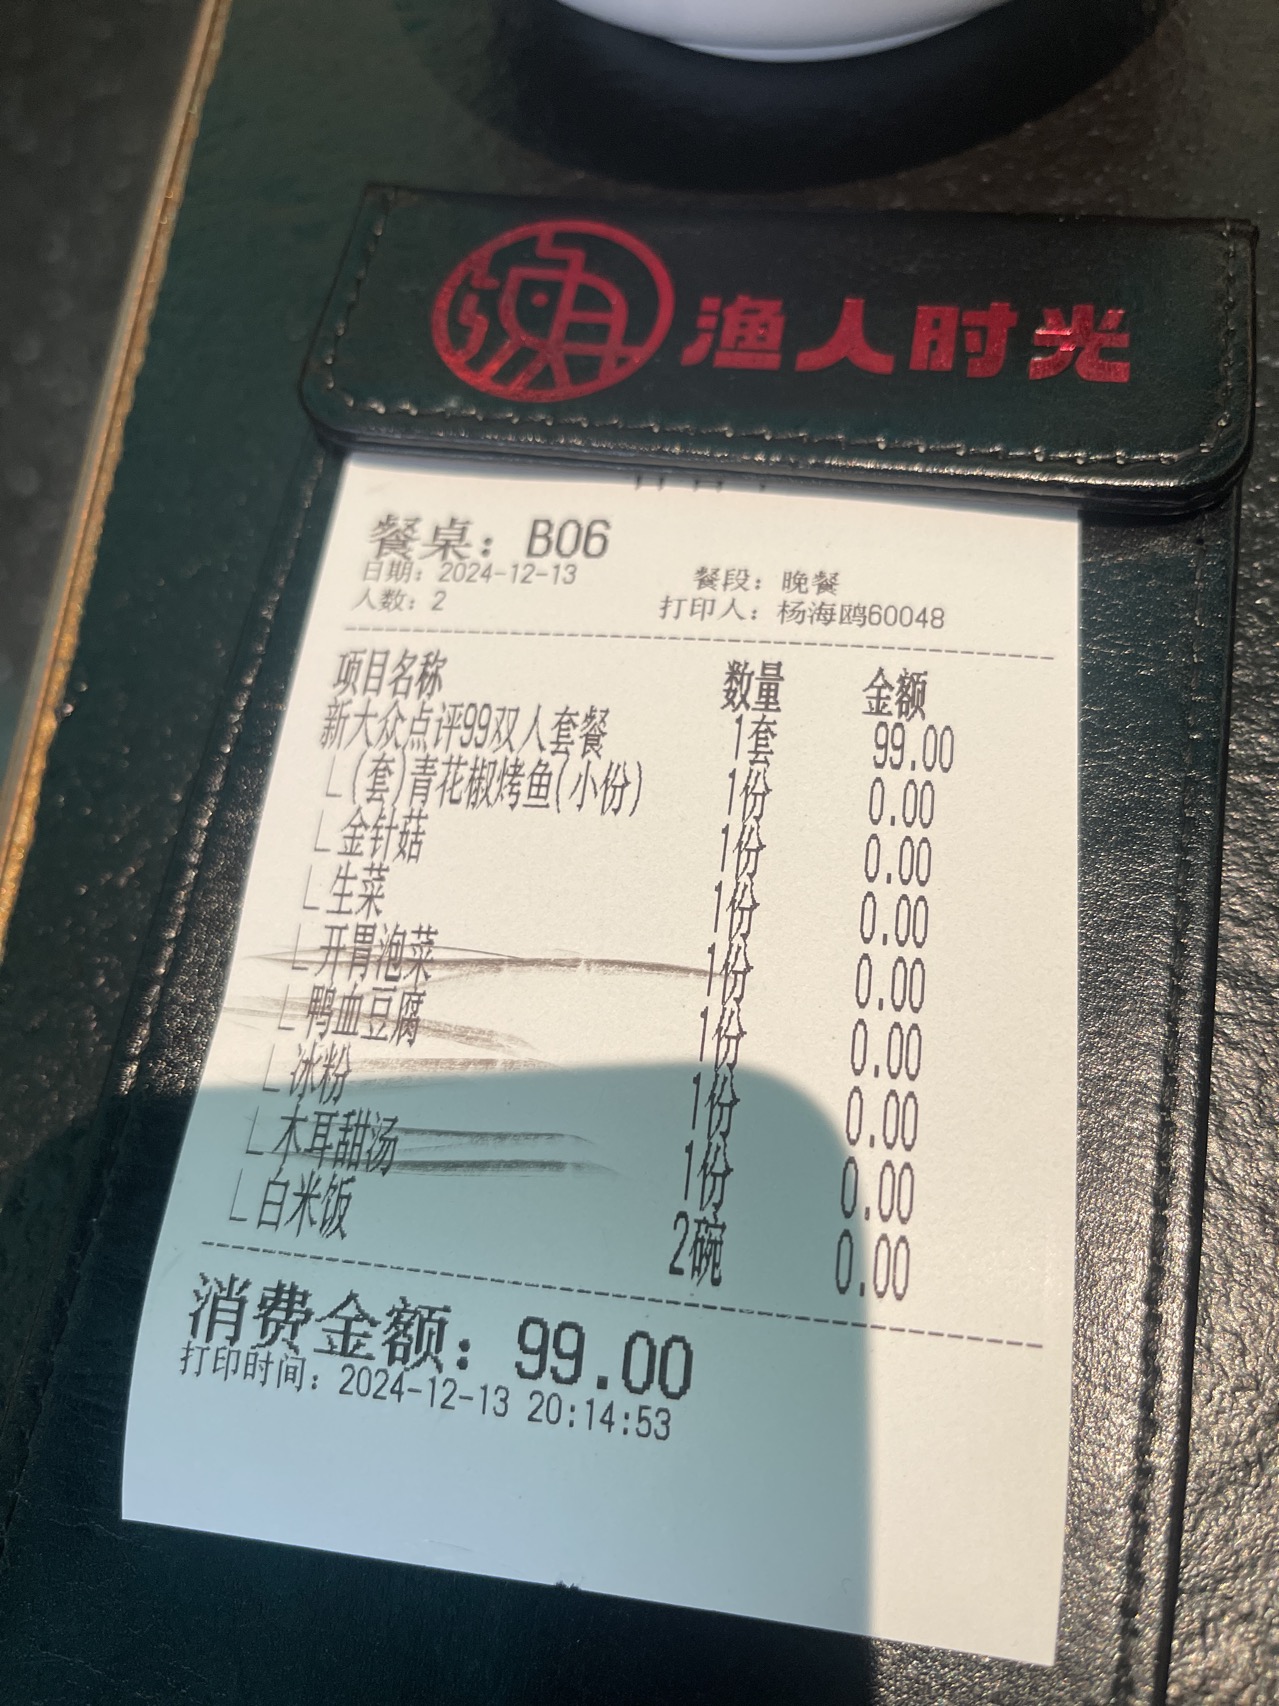 渔人时光
餐桌：B06
日期：2024-12-13 餐段：晚餐
人数：2 打印人：杨海鸥60048
项目名称 数量 金额
新大众点评99双人套餐 1套 99.00
└(套)青花椒烤鱼(小份) 1份 0.00
└金针菇 1份 0.00
└生菜 1份 0.00
└开胃泡菜 1份 0.00
└鸭血豆腐 1份 0.00
└冰粉 1份 0.00
└木耳甜汤 1份 0.00
└白米饭 2碗 0.00
消费金额：99.00
打印时间：2024-12-13 20:14:53